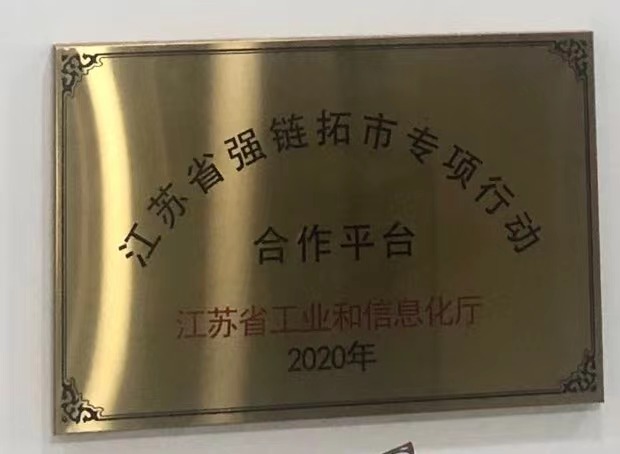 江苏省强链拓市专项行动
合作平台
江苏省工业和信息化厅
2020年